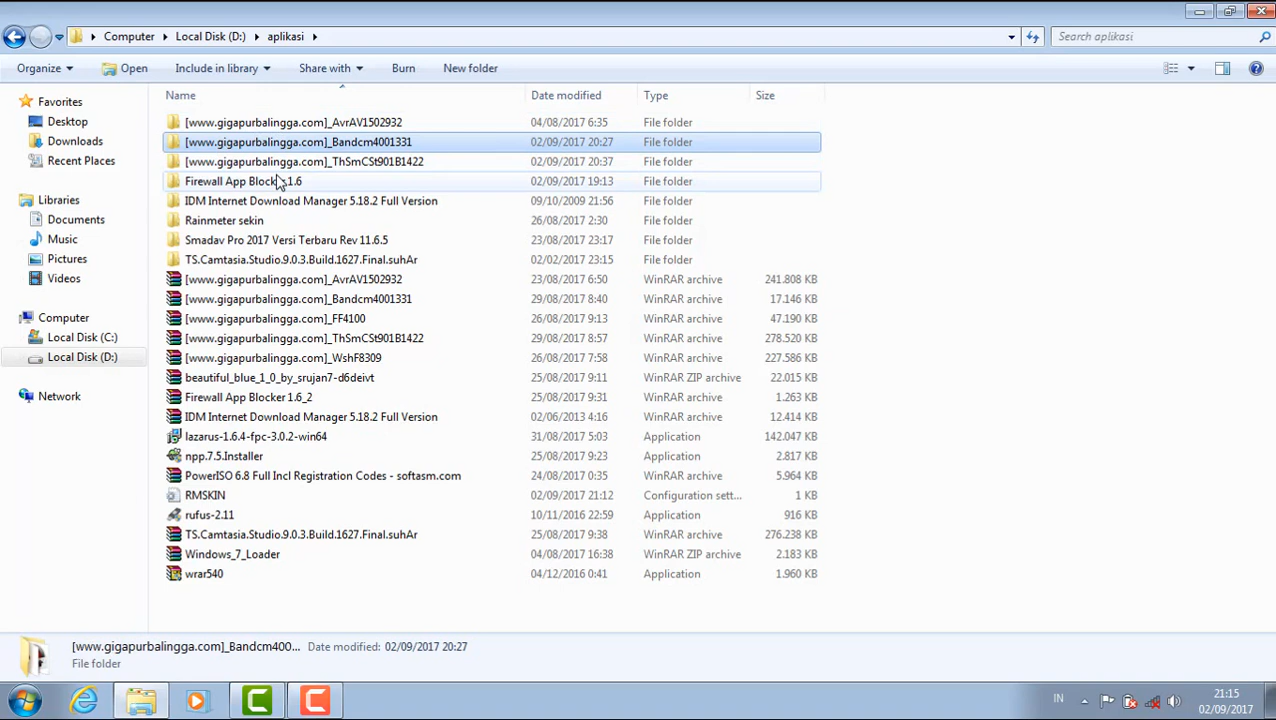 Computer Local Disk (D:) aplikasi Search aplikasi
Organize Open Include in library Share with Burn New folder
Favorites
Desktop
Downloads
Recent Places
Libraries
Documents
Music
Pictures
Videos
Computer
Local Disk (C:)
Local Disk (D:)
Network
Name Date modified Type Size
[www.gigapurbalingga.com]_AvrAV1502932 04/08/2017 6:35 File folder
[www.gigapurbalingga.com]_Bandcm4001331 02/09/2017 20:27 File folder
[www.gigapurbalingga.com]_ThSmCSt901B1422 02/09/2017 20:37 File folder
Firewall App Blocker 1.6 02/09/2017 19:13 File folder
IDM Internet Download Manager 5.18.2 Full Version 09/10/2009 21:56 File folder
Rainmeter sekin 26/08/2017 2:30 File folder
Smadav Pro 2017 Versi Terbaru Rev 11.6.5 23/08/2017 23:17 File folder
TS.Camtasia.Studio.9.0.3.Build.1627.Final.suhAr 02/02/2017 23:15 File folder
[www.gigapurbalingga.com]_AvrAV1502932 23/08/2017 6:50 WinRAR archive 241.808 KB
[www.gigapurbalingga.com]_Bandcm4001331 29/08/2017 8:40 WinRAR archive 17.146 KB
[www.gigapurbalingga.com]_FF4100 26/08/2017 9:13 WinRAR archive 47.190 KB
[www.gigapurbalingga.com]_ThSmCSt901B1422 29/08/2017 8:57 WinRAR archive 278.520 KB
[www.gigapurbalingga.com]_WshF8309 26/08/2017 7:58 WinRAR archive 227.586 KB
beautiful_blue_1_0_by_srujan7-d6deivt 25/08/2017 9:11 WinRAR ZIP archive 22.015 KB
Firewall App Blocker 1.6_2 25/08/2017 9:31 WinRAR archive 1.263 KB
IDM Internet Download Manager 5.18.2 Full Version 02/06/2013 4:16 WinRAR archive 12.414 KB
lazarus-1.6.4-fpc-3.0.2-win64 31/08/2017 5:03 Application 142.047 KB
npp.7.5.Installer 25/08/2017 9:23 Application 2.817 KB
PowerISO 6.8 Full Incl Registration Codes - softasm.com 24/08/2017 0:35 WinRAR archive 5.964 KB
RMSKIN 02/09/2017 21:12 Configuration sett... 1 KB
rufus-2.11 10/11/2016 22:59 Application 916 KB
TS.Camtasia.Studio.9.0.3.Build.1627.Final.suhAr 25/08/2017 9:38 WinRAR archive 276.238 KB
Windows_7_Loader 04/08/2017 16:38 WinRAR ZIP archive 2.183 KB
wrar540 04/12/2016 0:41 Application 1.960 KB
[www.gigapurbalingga.com]_Bandcm400... Date modified: 02/09/2017 20:27
File folder
IN 21:15
02/09/2017